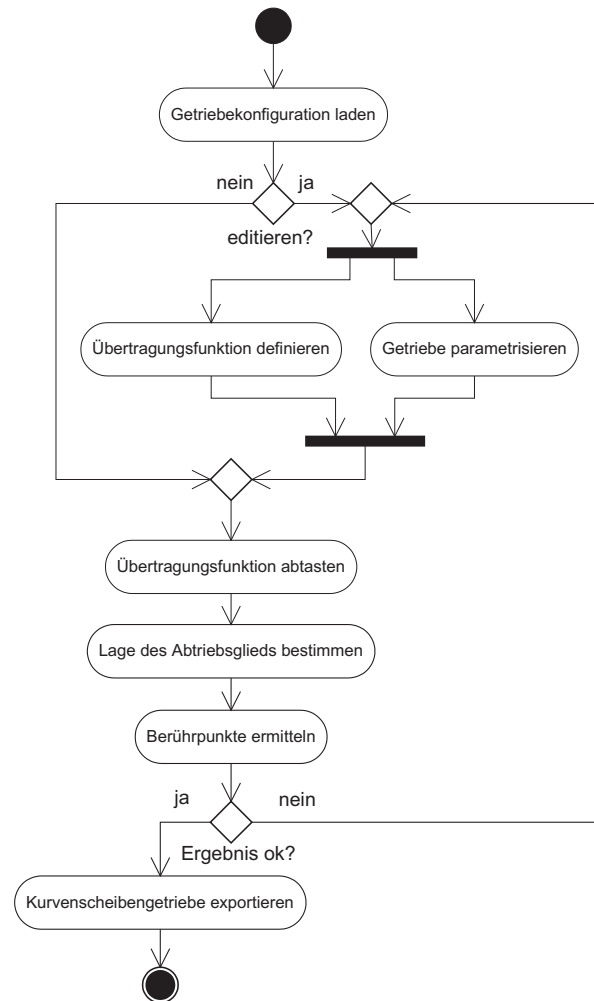 Getriebekonfiguration laden
nein
ja
editieren?
Übertragungsfunktion definieren
Getriebe parametrisieren
Übertragungsfunktion abtasten
Lage des Abtriebsglieds bestimmen
Berührpunkte ermitteln
ja
nein
Ergebnis ok?
Kurvenscheibengetriebe exportieren